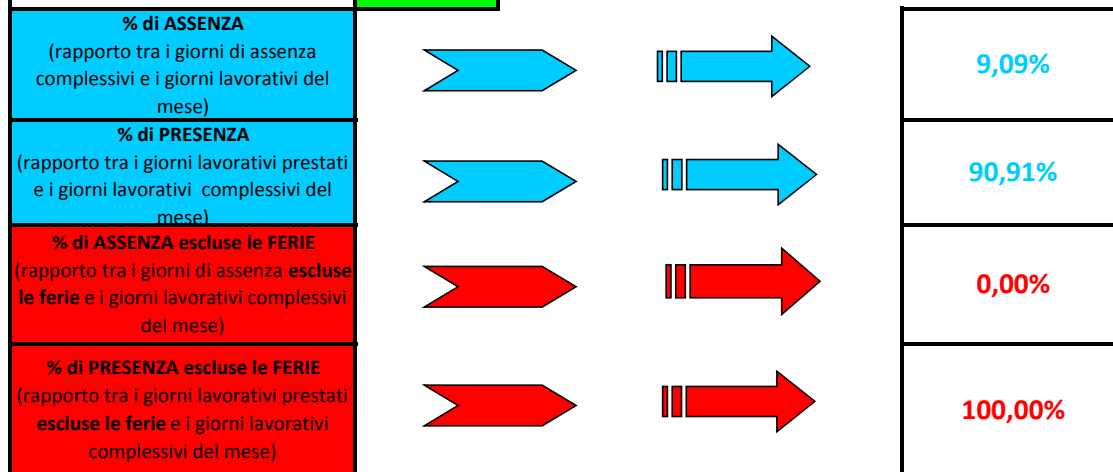 % di ASSENZA
(rapporto tra i giorni di assenza
complessivi e i giorni lavorativi del
mese)
9,09%
% di PRESENZA
(rapporto tra i giorni lavorativi prestati
e i giorni lavorativi complessivi del
mese)
90,91%
% di ASSENZA escluse le FERIE
(rapporto tra i giorni di assenza escluse
le ferie e i giorni lavorativi complessivi
del mese)
0,00%
% di PRESENZA escluse le FERIE
(rapporto tra i giorni lavorativi prestati
escluse le ferie e i giorni lavorativi
complessivi del mese)
100,00%